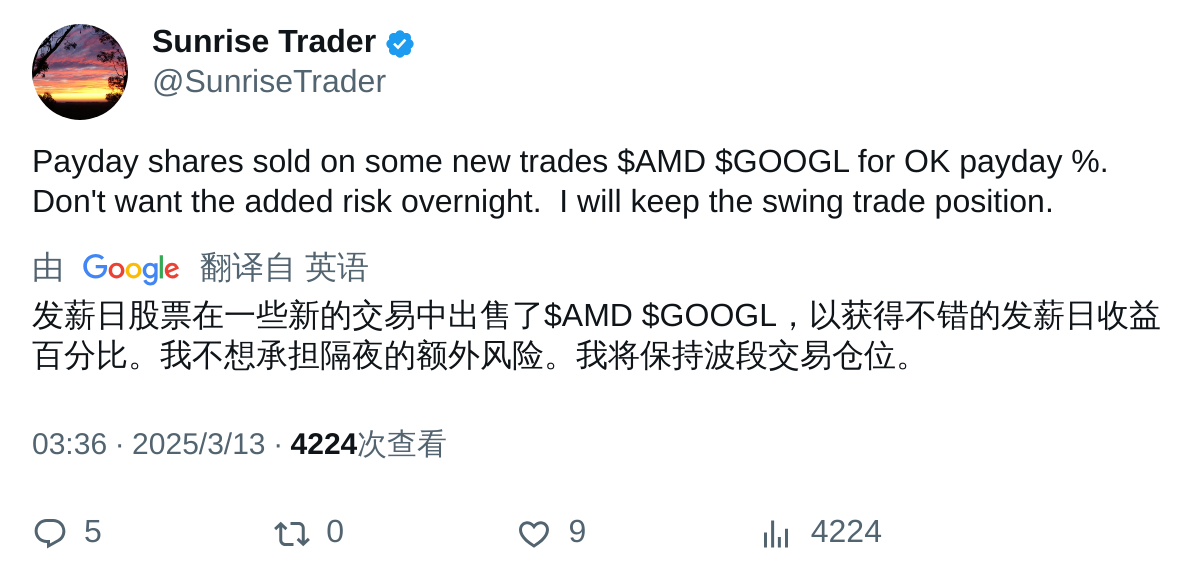 Sunrise Trader
@SunriseTrader
Payday shares sold on some new trades $AMD $GOOGL for OK payday %.
Don't want the added risk overnight.  I will keep the swing trade position.
由 Google 翻译自 英语
发薪日股票在一些新的交易中出售了$AMD $GOOGL，以获得不错的发薪日收益
百分比。我不想承担隔夜的额外风险。我将保持波段交易仓位。
03:36 · 2025/3/13 · 4224次查看
5 0 9 4224